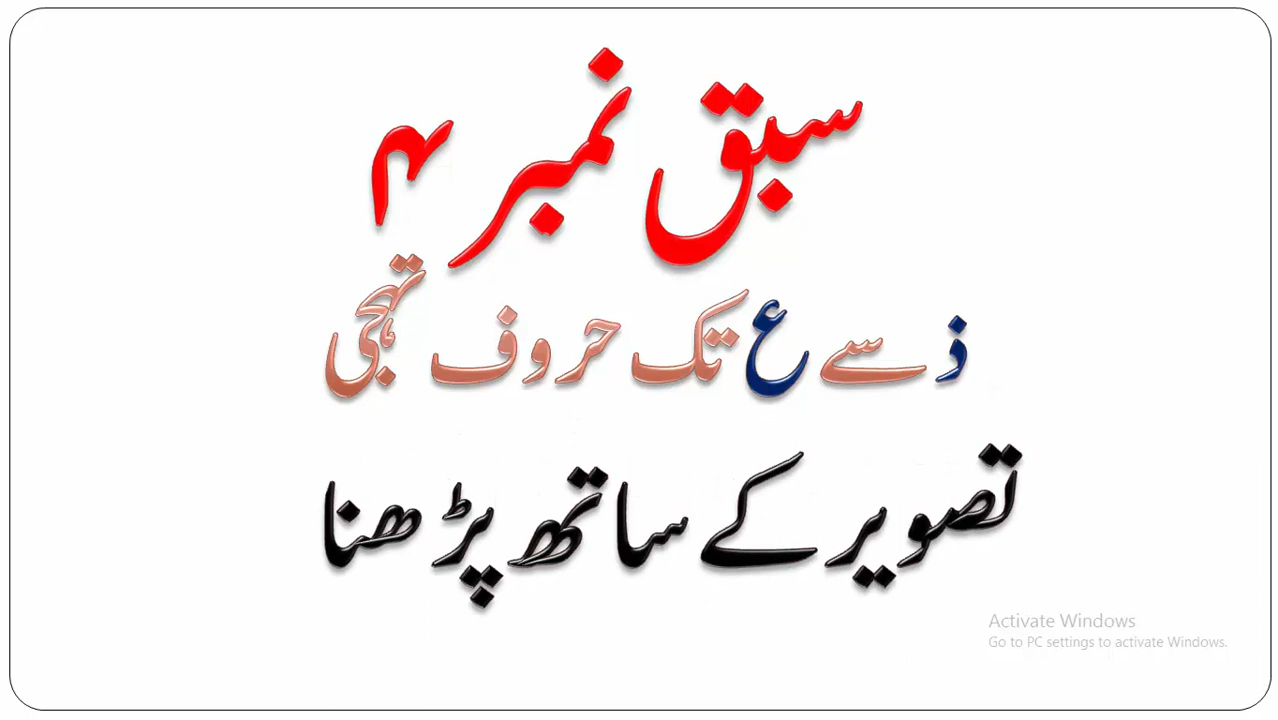 سبق نمبر ۴
ذ سے ع تک حروف تہجی
تصویر کے ساتھ پڑھنا
Activate Windows
Go to PC settings to activate Windows.